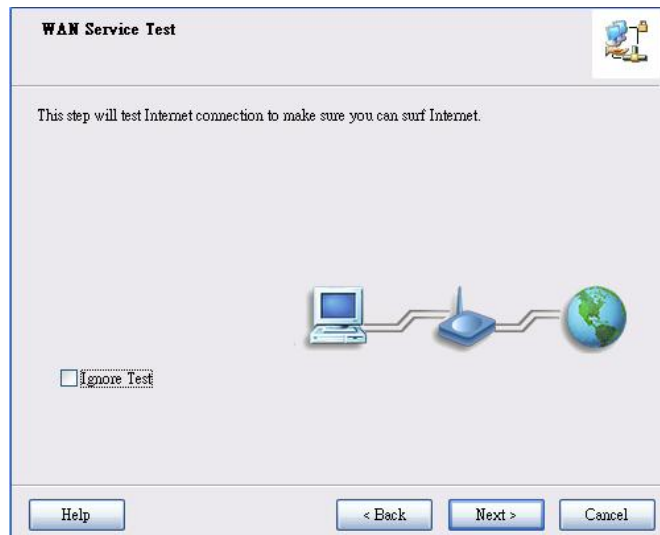 WAN Service Test
This step will test Internet connection to make sure you can surf Internet.
Ignore Test
Help
< Back
Next >
Cancel